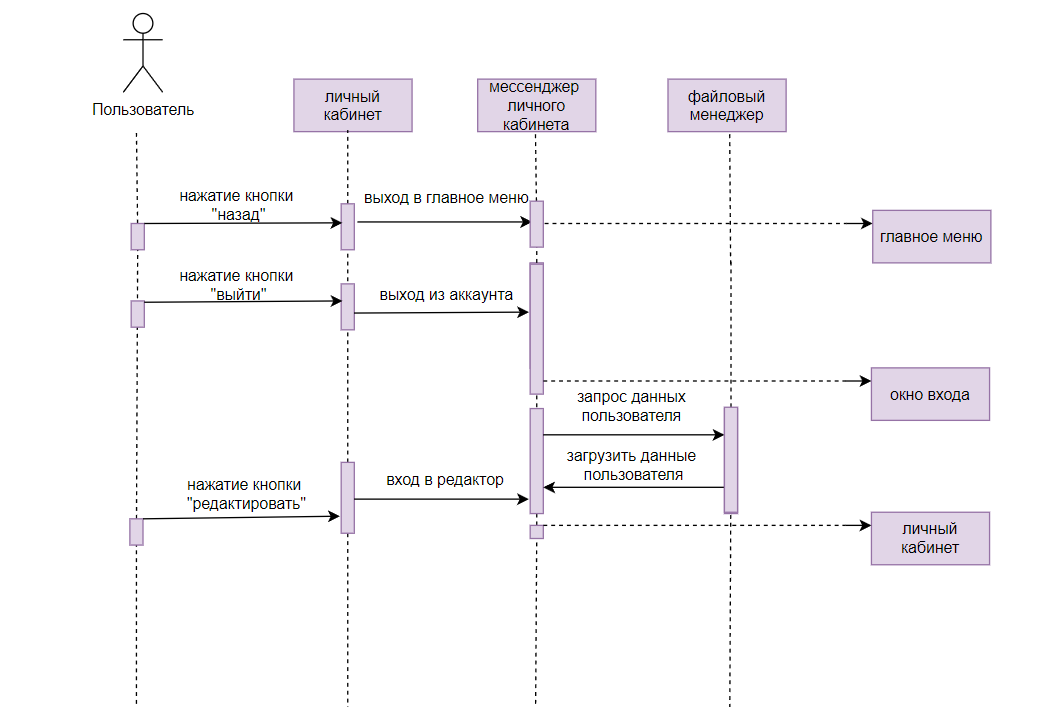 Пользователь
личный
кабинет
мессенджер
личного
кабинета
файловый
менеджер
нажатие кнопки
"назад"
выход в главное меню
главное меню
нажатие кнопки
"выйти"
выход из аккаунта
окно входа
запрос данных
пользователя
загрузить данные
пользователя
вход в редактор
нажатие кнопки
"редактировать"
личный
кабинет